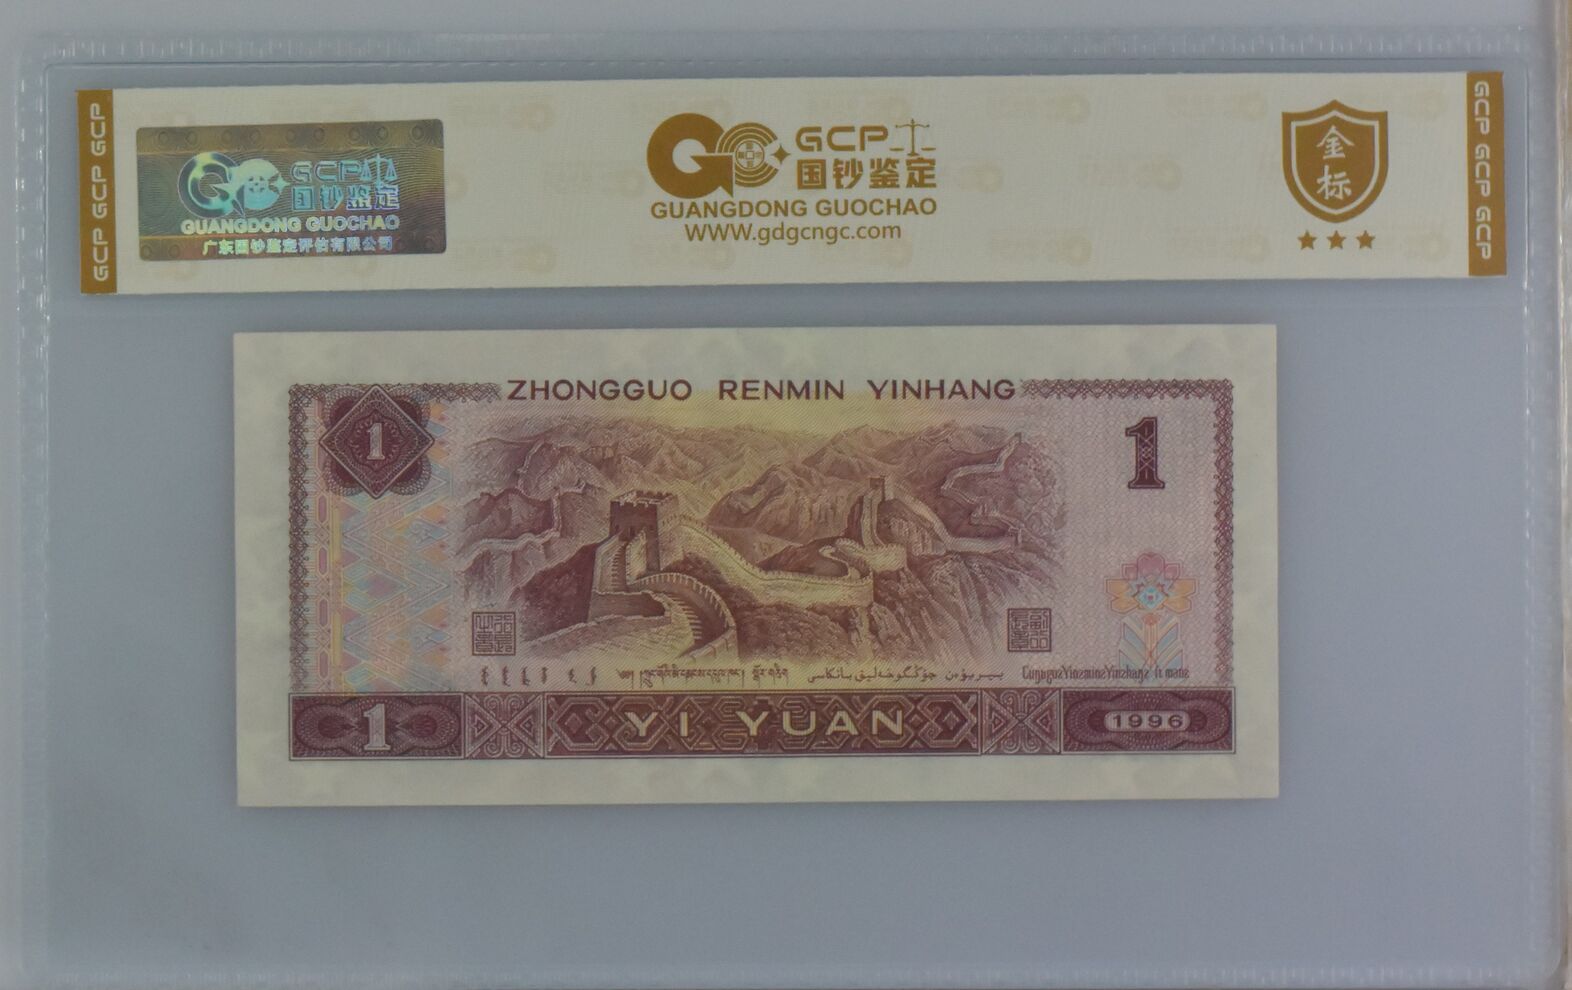 GCP GCP GCP
GCP
国钞鉴定
GUANGDONG GUOCHAO
广东国钞鉴定评估有限公司
GCP
国钞鉴定
GUANGDONG GUOCHAO
WWW.gdgcngc.com
金标
GCP GCP GCP
ZHONGGUO RENMIN YINHANG
1
1
1 YI YUAN 1996